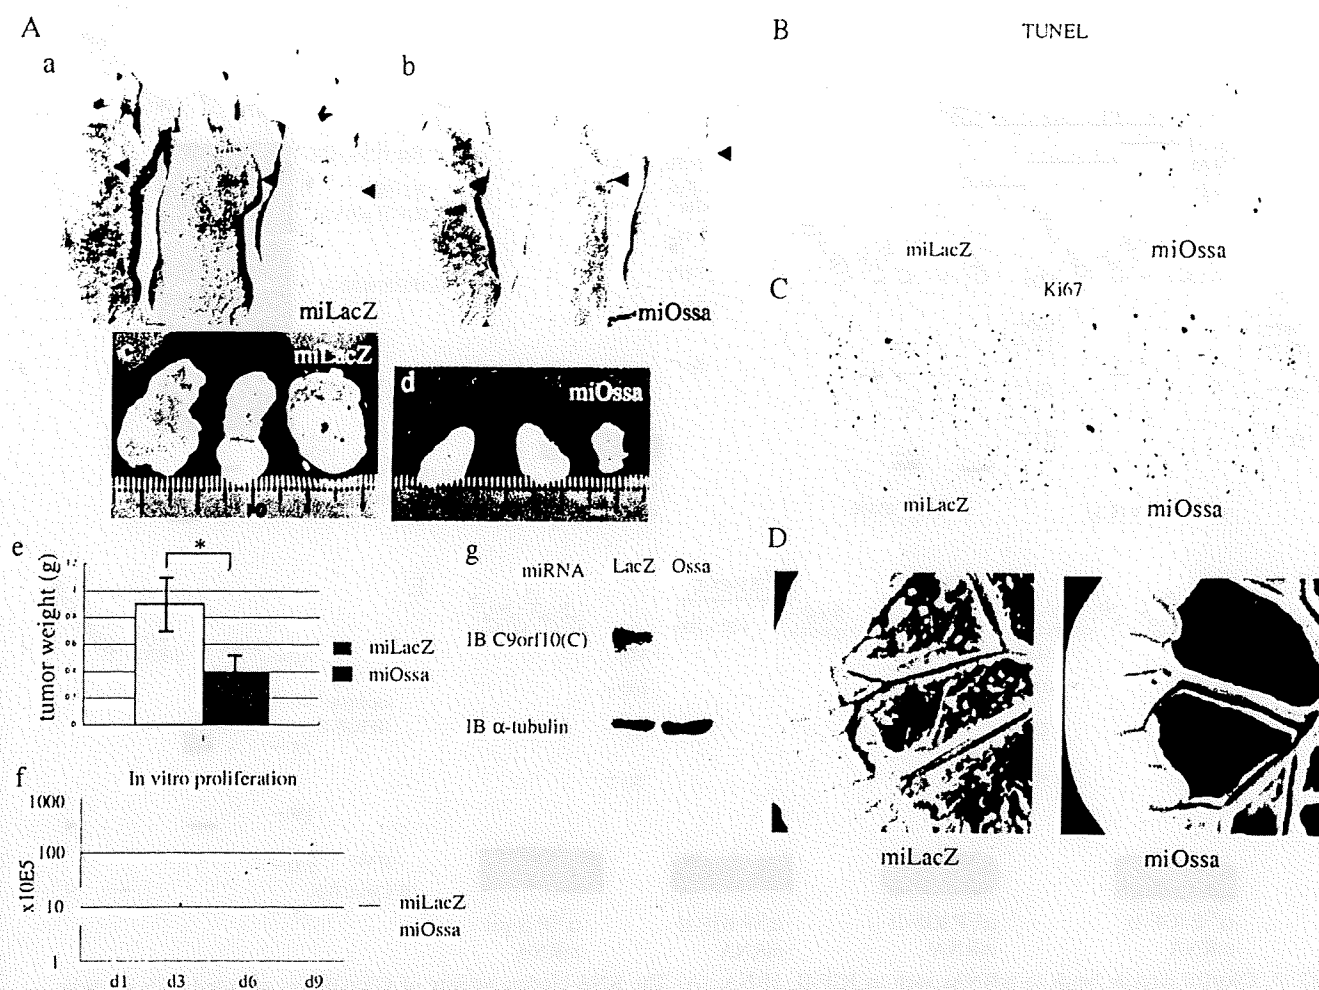 A
a
b
miLacZ
miOssa
c
miLacZ
d
miOssa
e
tumor weight (g)
*
miLacZ
miOssa
f
In vitro proliferation
x10E5
1000
100
10
1
d1 d3 d6 d9
miLacZ
miOssa
g
miRNA LacZ Ossa
IB C9orf10(C)
IB α-tubulin
B
TUNEL
miLacZ
miOssa
C
Ki67
miLacZ
miOssa
D
miLacZ
miOssa